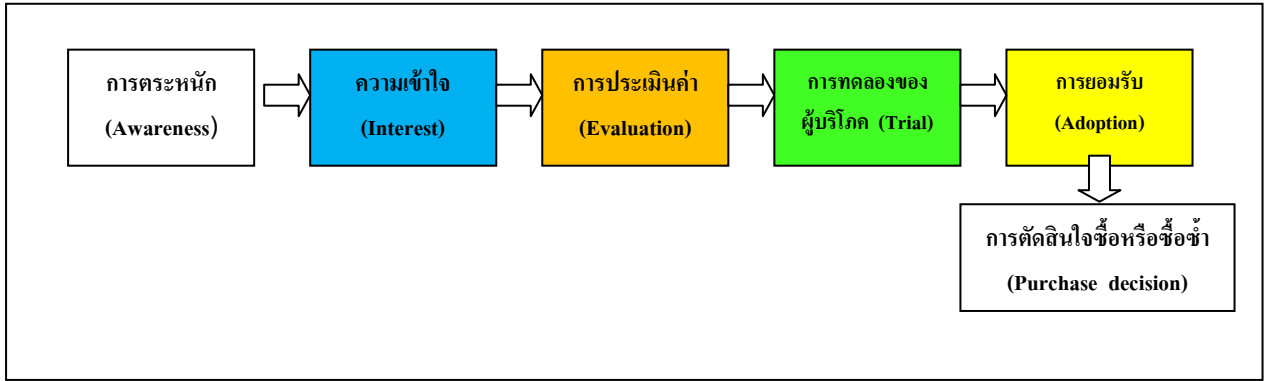 การตระหนัก
(Awareness)
ความเข้าใจ
(Interest)
การประเมินค่า
(Evaluation)
การทดลองของ
ผู้บริโภค (Trial)
การยอมรับ
(Adoption)
การตัดสินใจซื้อหรือซื้อซ้ำ
(Purchase decision)